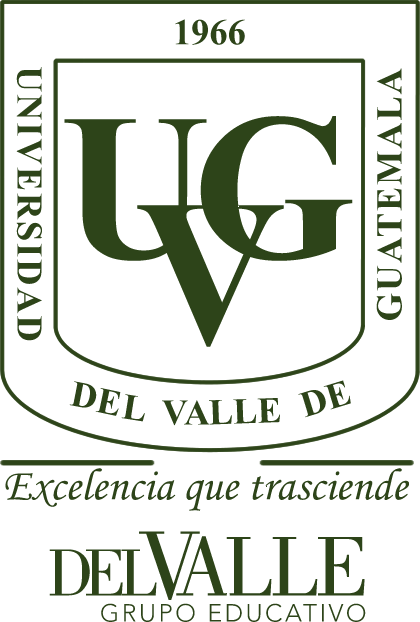 1966
UNIVERSIDAD
DEL VALLE DE
GUATEMALA
UVG
Excelencia que trasciende
DELVALLE
GRUPO EDUCATIVO